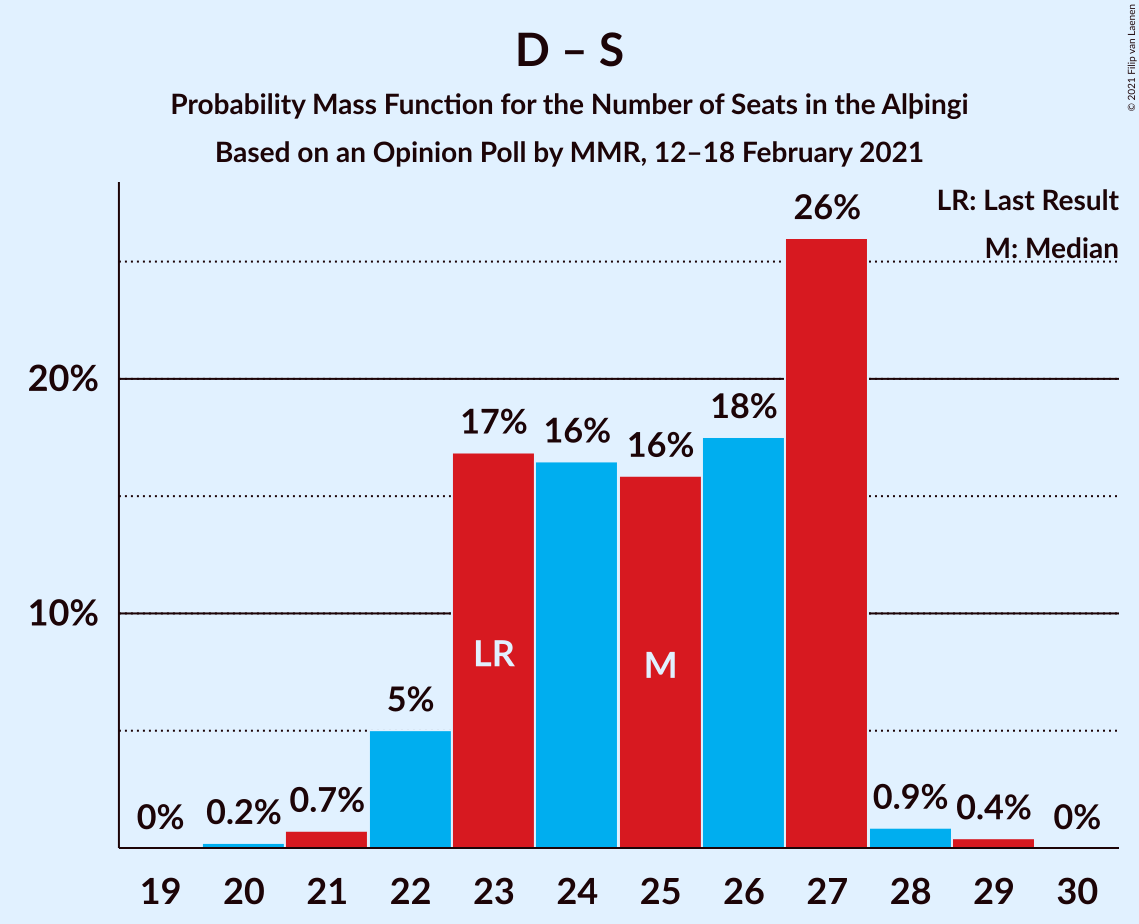 D – S
Probability Mass Function for the Number of Seats in the Alþingi
Based on an Opinion Poll by MMR, 12–18 February 2021
© 2021 Filip van Laenen
LR: Last Result
M: Median
20%
10%
0%
0.2%
0.7%
5%
17%
16%
16%
18%
26%
0.9%
0.4%
0%
LR
M
19 20 21 22 23 24 25 26 27 28 29 30